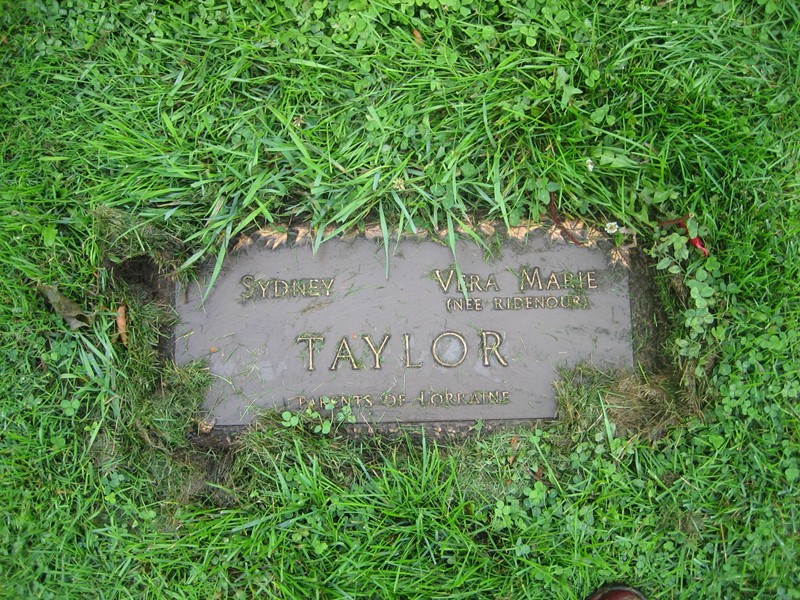 SYDNEY VERA MARIE
(NEE RIDENOUR)
TAYLOR
PARENTS OF LORRAINE